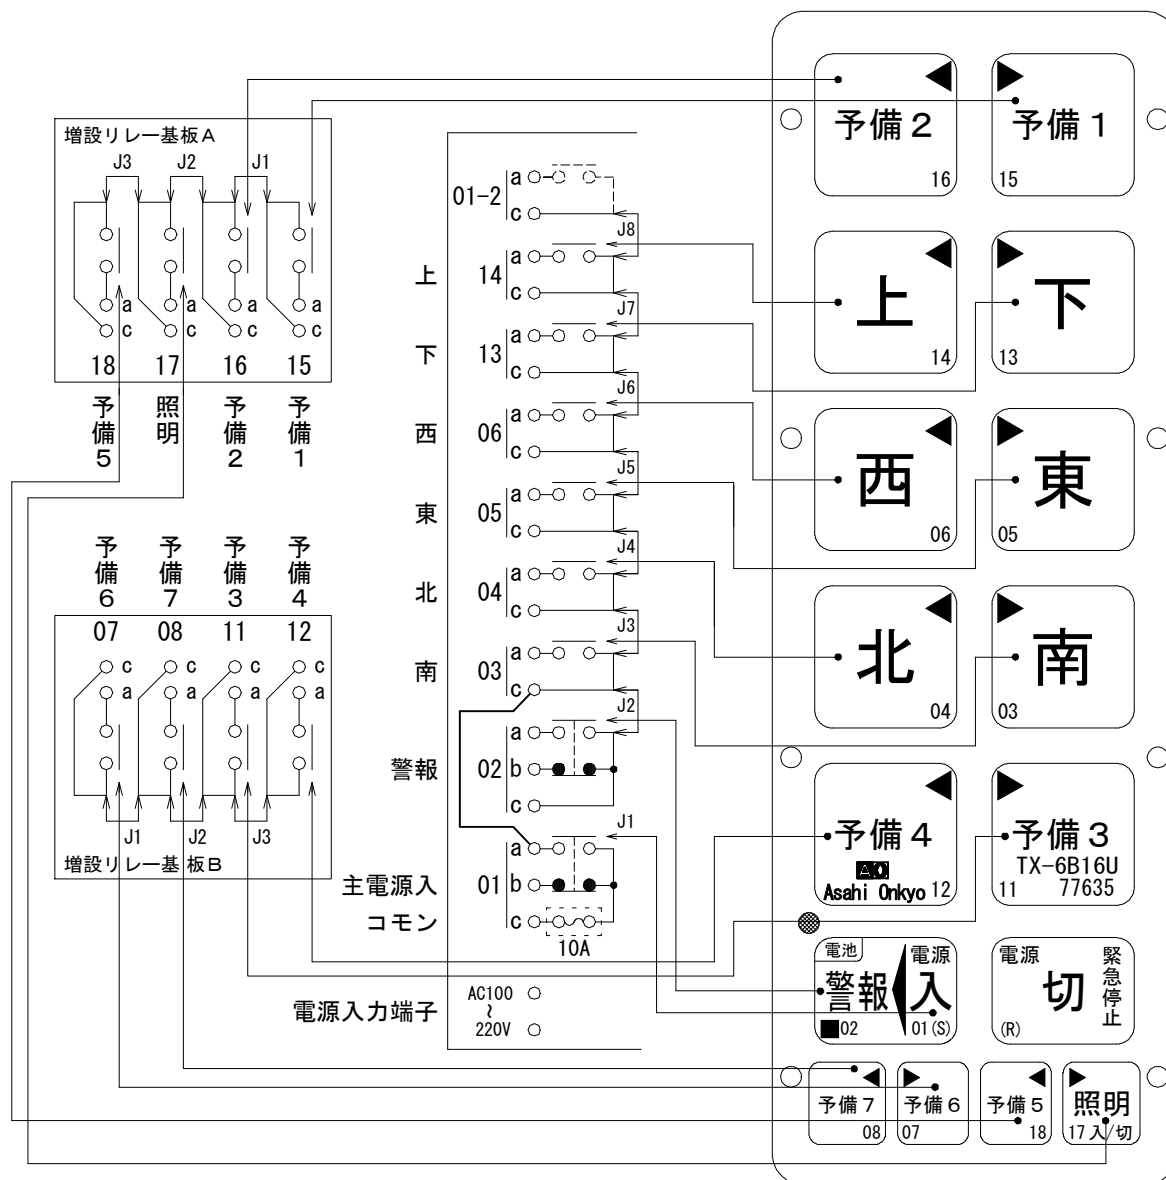 増設リレー基板A
J3 J2 J1
a a a a
c c c c
18 17 16 15
予備5 照明 予備2 予備1
予備6 予備7 予備3 予備4
07 08 11 12
c c c c
a a a a
J1 J2 J3
増設リレー基板B
01-2 a
c
J8
上 14 a
c
J7
下 13 a
c
J6
西 06 a
c
J5
東 05 a
c
J4
北 04 a
c
J3
南 03 a
c
J2
警報 02 a
b
c
J1
主電源入 01 a
b
コモン c
10A
電源入力端子 AC100
~
220V
予備2
16
予備1
15
上
14
下
13
西
06
東
05
北
04
南
03
予備4
AO
Asahi Onkyo 12
予備3
TX-6B16U
11 77635
電池 電源
警報 入
02 01(S)
電源 緊急停止
切
(R)
予備7
08
予備6
07
予備5
18
照明
17 入/切